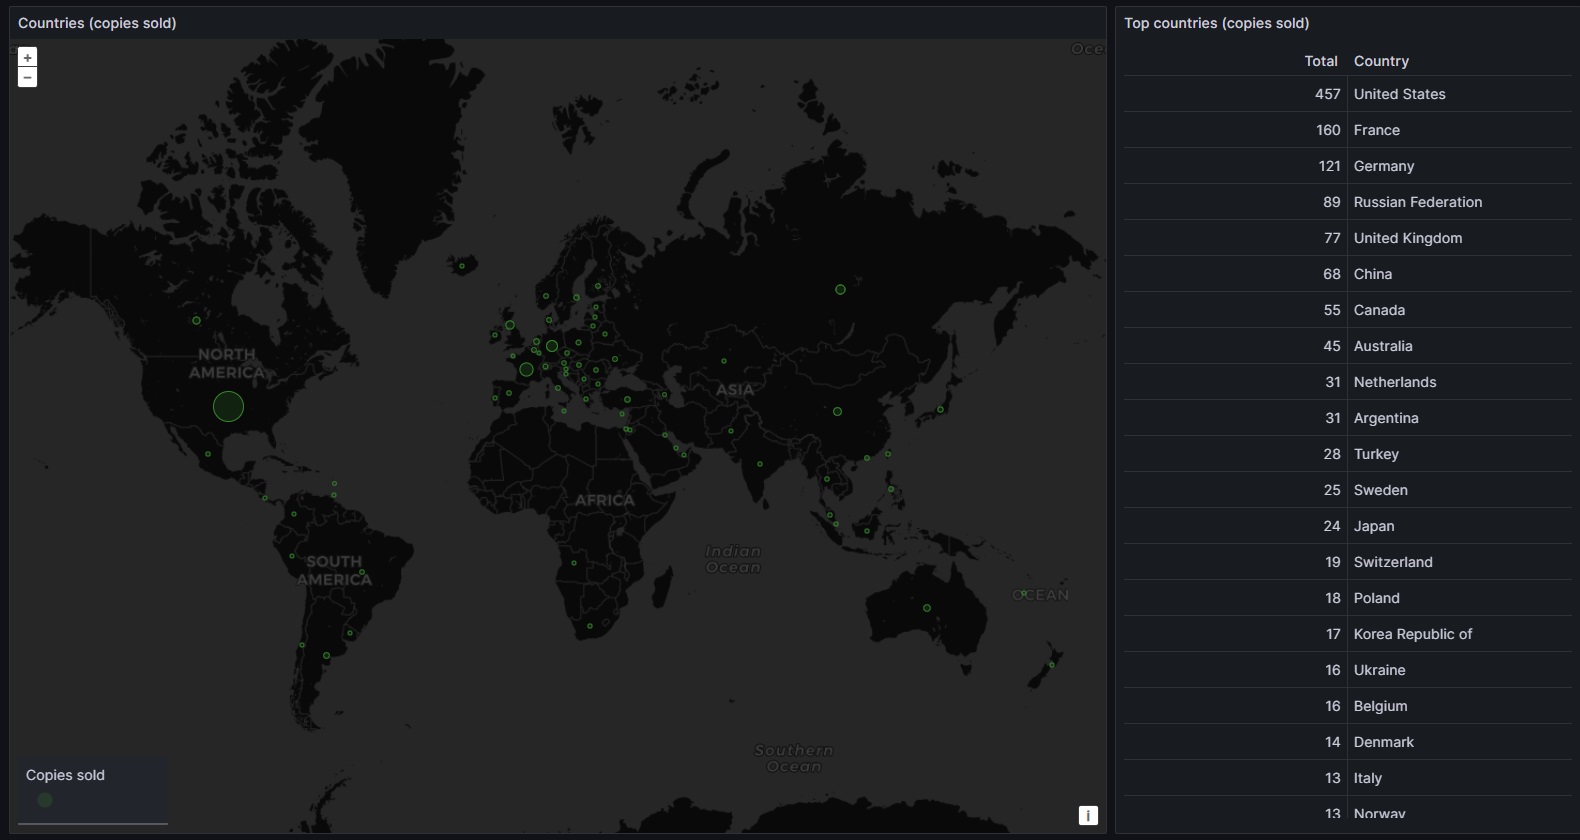 Countries (copies sold)
+
−
Oce
NORTH
AMERICA
ASIA
AFRICA
SOUTH
AMERICA
Indian
Ocean
OCEAN
Southern
Ocean
Copies sold
i
Top countries (copies sold)
Total Country
457 United States
160 France
121 Germany
89 Russian Federation
77 United Kingdom
68 China
55 Canada
45 Australia
31 Netherlands
31 Argentina
28 Turkey
25 Sweden
24 Japan
19 Switzerland
18 Poland
17 Korea Republic of
16 Ukraine
16 Belgium
14 Denmark
13 Italy
13 Norway